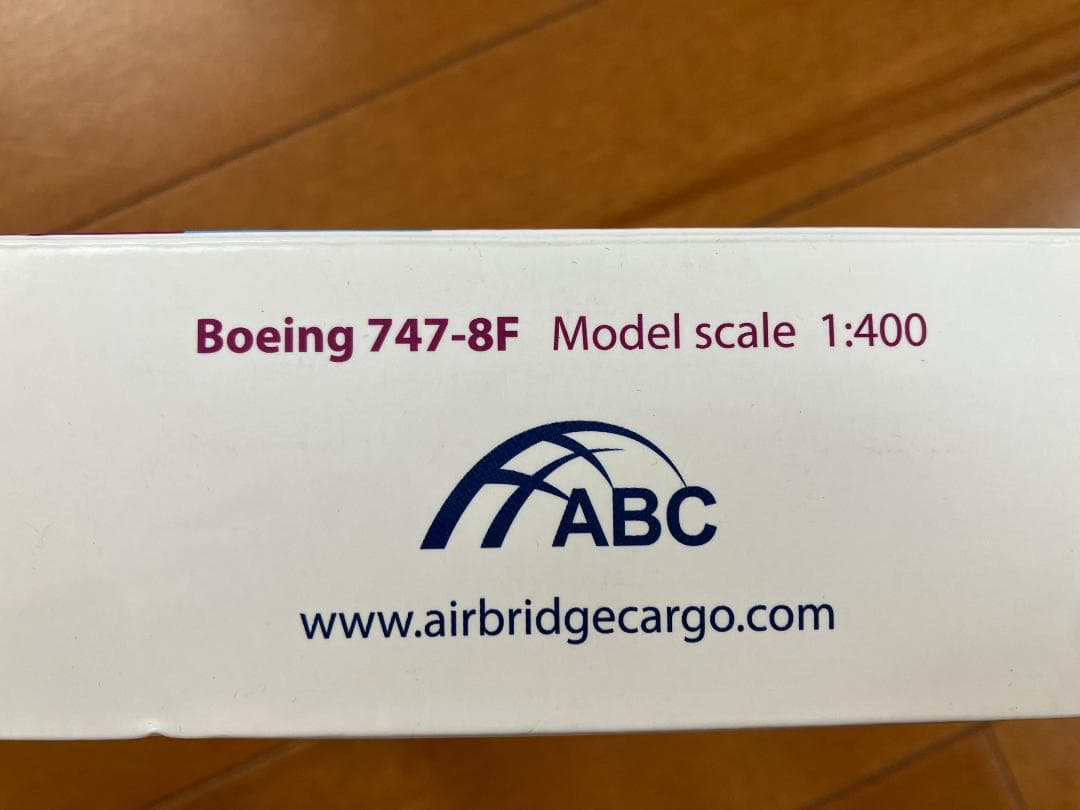 Boeing 747-8F Model scale 1:400
ABC
www.airbridgecargo.com